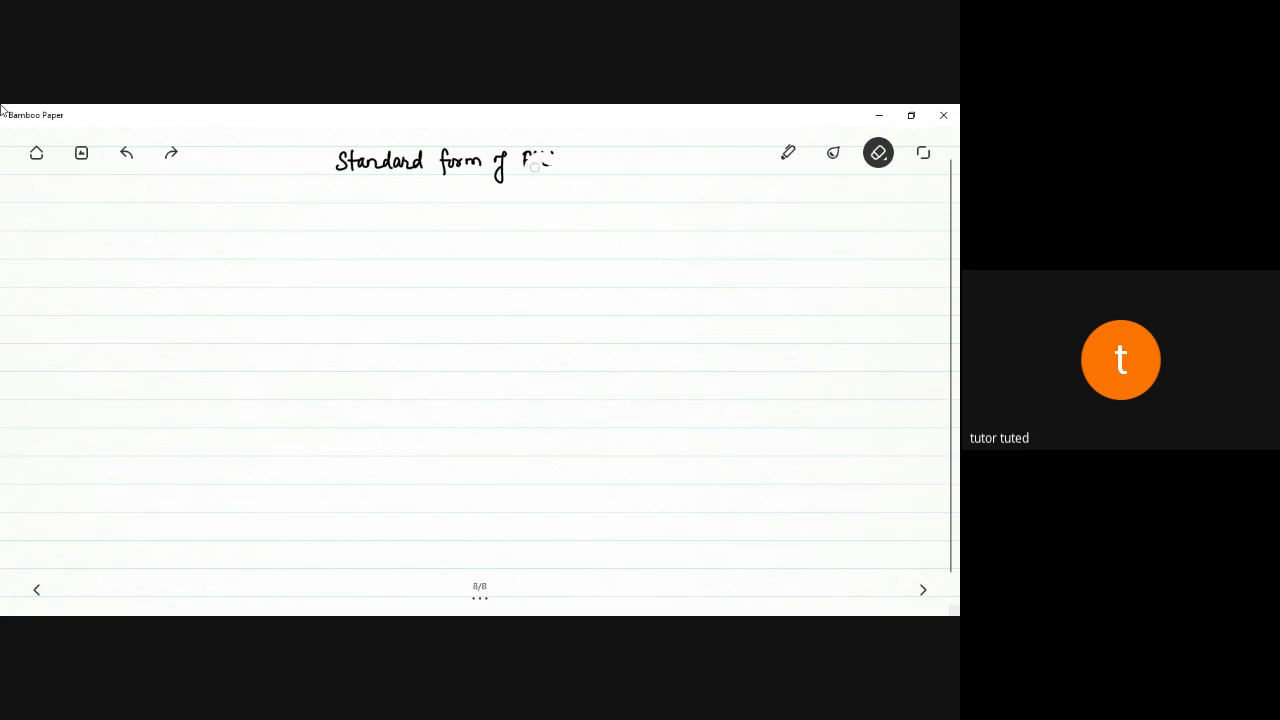 Bamboo Paper
Standard form of
t
tutor tuted
8/8